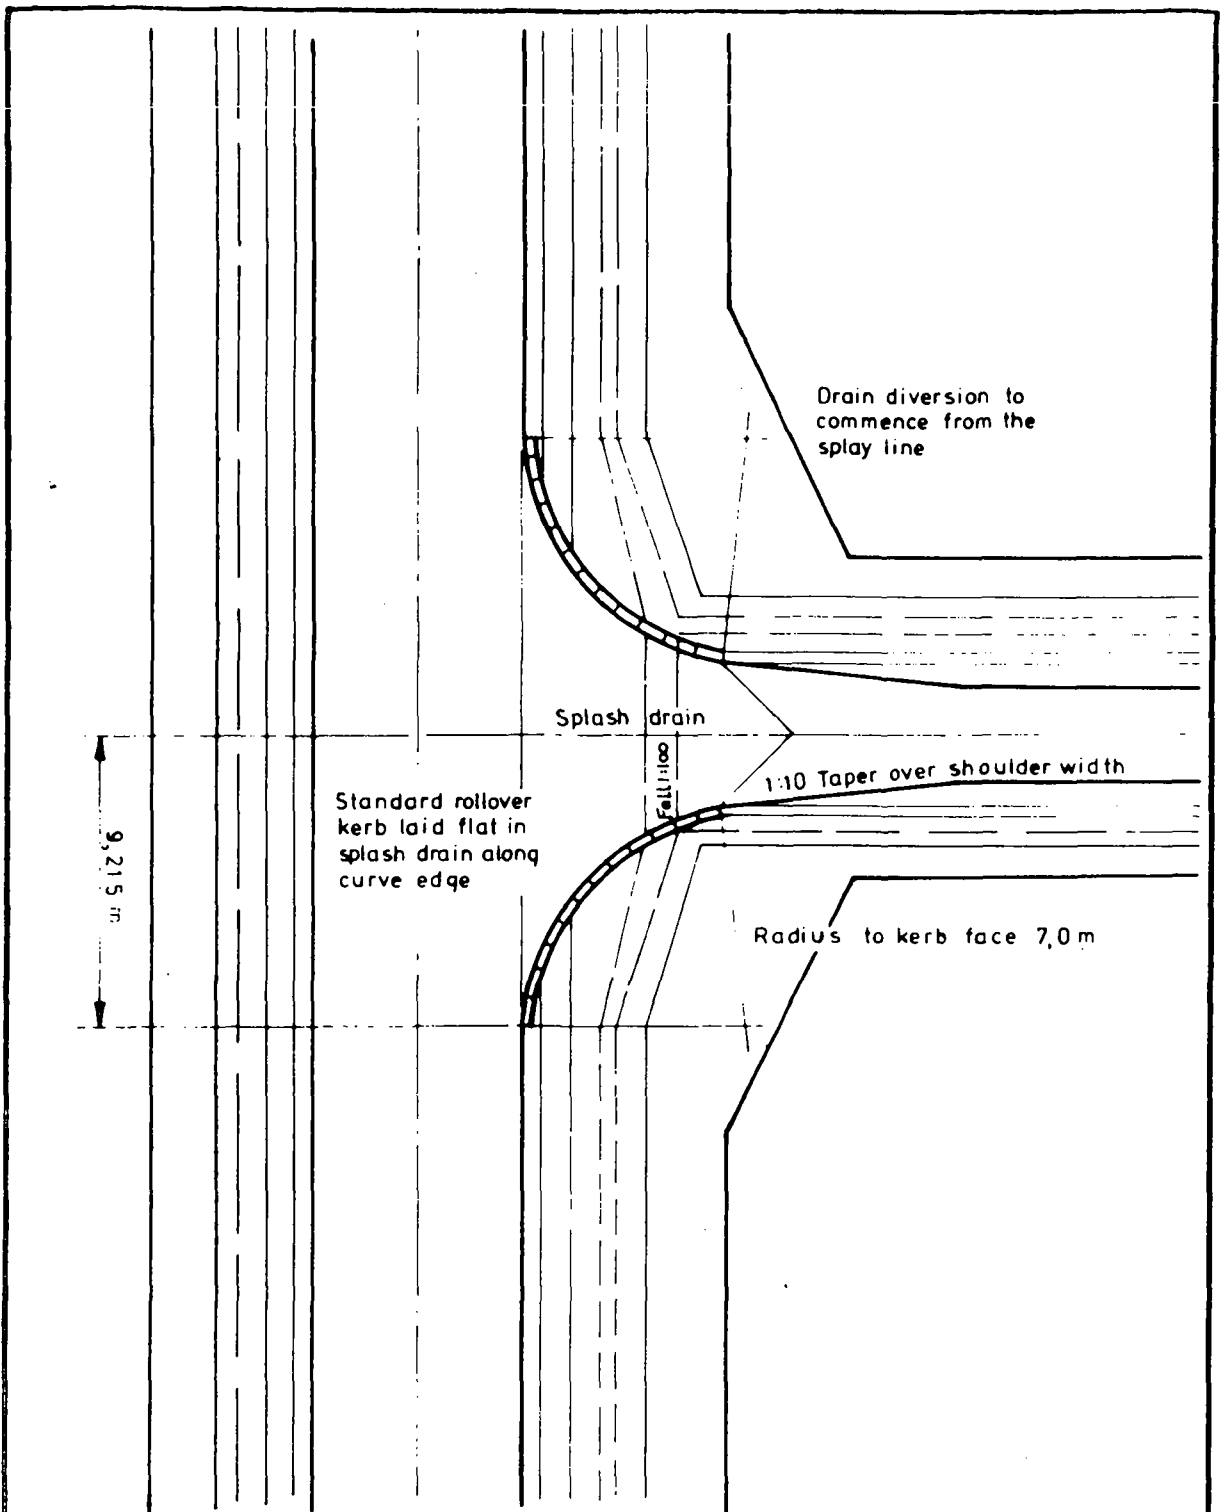 Drain diversion to
commence from the
splay line
Splash drain
Fall 1:100
1:10 Taper over shoulder width
Standard rollover
kerb laid flat in
splash drain along
curve edge
9,215 m
Radius to kerb face 7,0 m